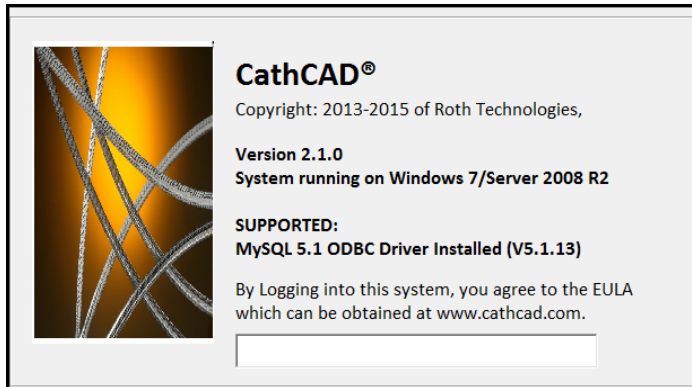 CathCAD®
Copyright: 2013-2015 of Roth Technologies,
Version 2.1.0
System running on Windows 7/Server 2008 R2
SUPPORTED:
MySQL 5.1 ODBC Driver Installed (V5.1.13)
By Logging into this system, you agree to the EULA
which can be obtained at www.cathcad.com.